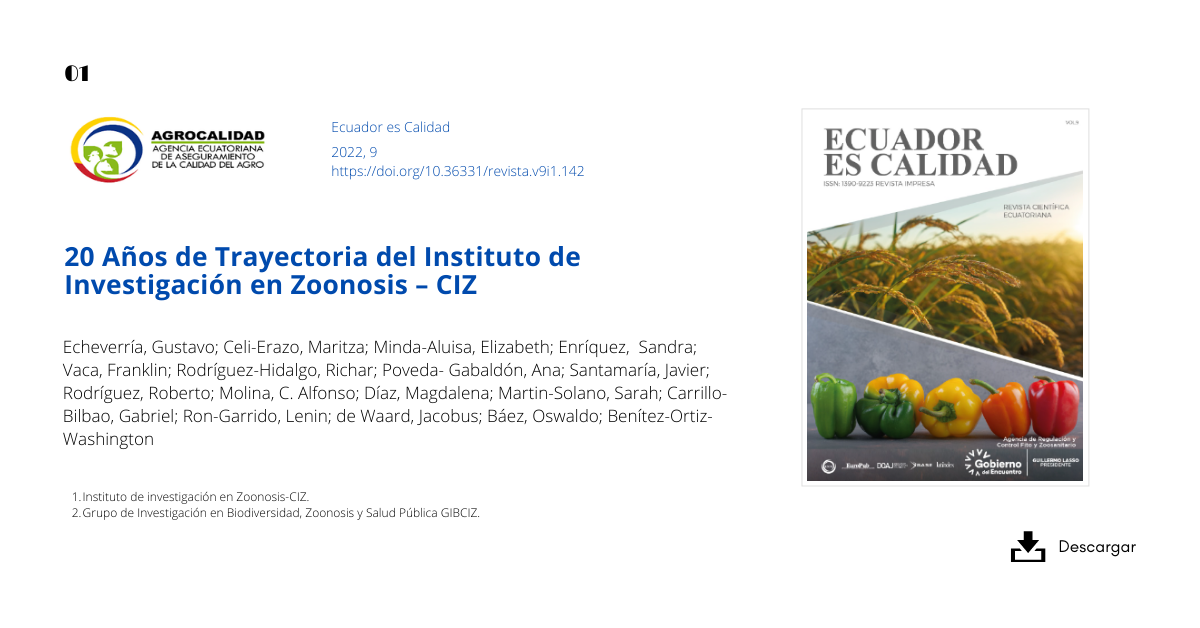 01
AGROCALIDAD
AGENCIA ECUATORIANA
DE ASEGURAMIENTO
DE LA CALIDAD DEL AGRO
Ecuador es Calidad
2022, 9
https://doi.org/10.36331/revista.v9i1.142
20 Años de Trayectoria del Instituto de
Investigación en Zoonosis – CIZ
Echeverría, Gustavo; Celi-Erazo, Maritza; Minda-Aluisa, Elizabeth; Enríquez, Sandra;
Vaca, Franklin; Rodríguez-Hidalgo, Richar; Poveda- Gabaldón, Ana; Santamaría, Javier;
Rodríguez, Roberto; Molina, C. Alfonso; Díaz, Magdalena; Martin-Solano, Sarah; Carrillo-
Bilbao, Gabriel; Ron-Garrido, Lenin; de Waard, Jacobus; Báez, Oswaldo; Benítez-Ortiz-
Washington
1. Instituto de investigación en Zoonosis-CIZ.
2. Grupo de Investigación en Biodiversidad, Zoonosis y Salud Pública GIBCIZ.
VOL 9
ECUADOR
ES CALIDAD
ISSN: 1390-9223 REVISTA IMPRESA
REVISTA CIENTÍFICA
ECUATORIANA
Agencia de Regulación y
Control Fito y Zoosanitario
EuroPub
DOAJ
latindex
Gobierno
del Encuentro
GUILLERMO LASSO
PRESIDENTE
Descargar